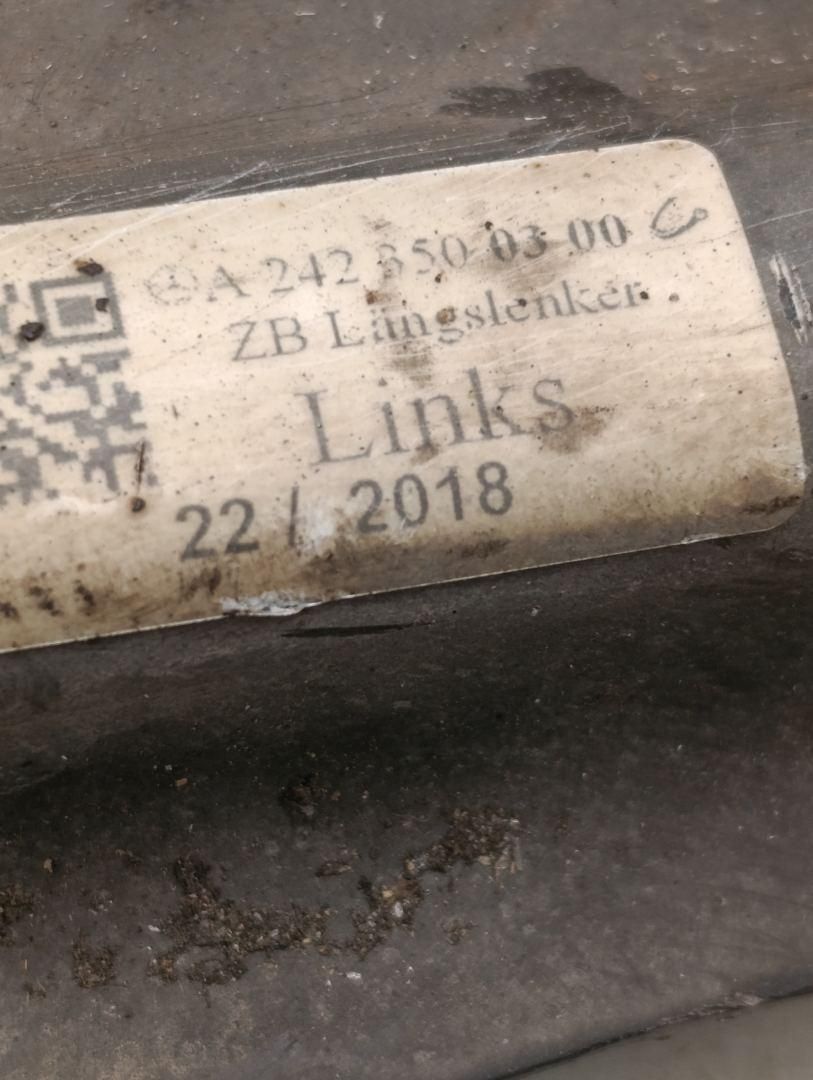 A 242 350 03 00
ZB Längslenker
Links
22 / 2018